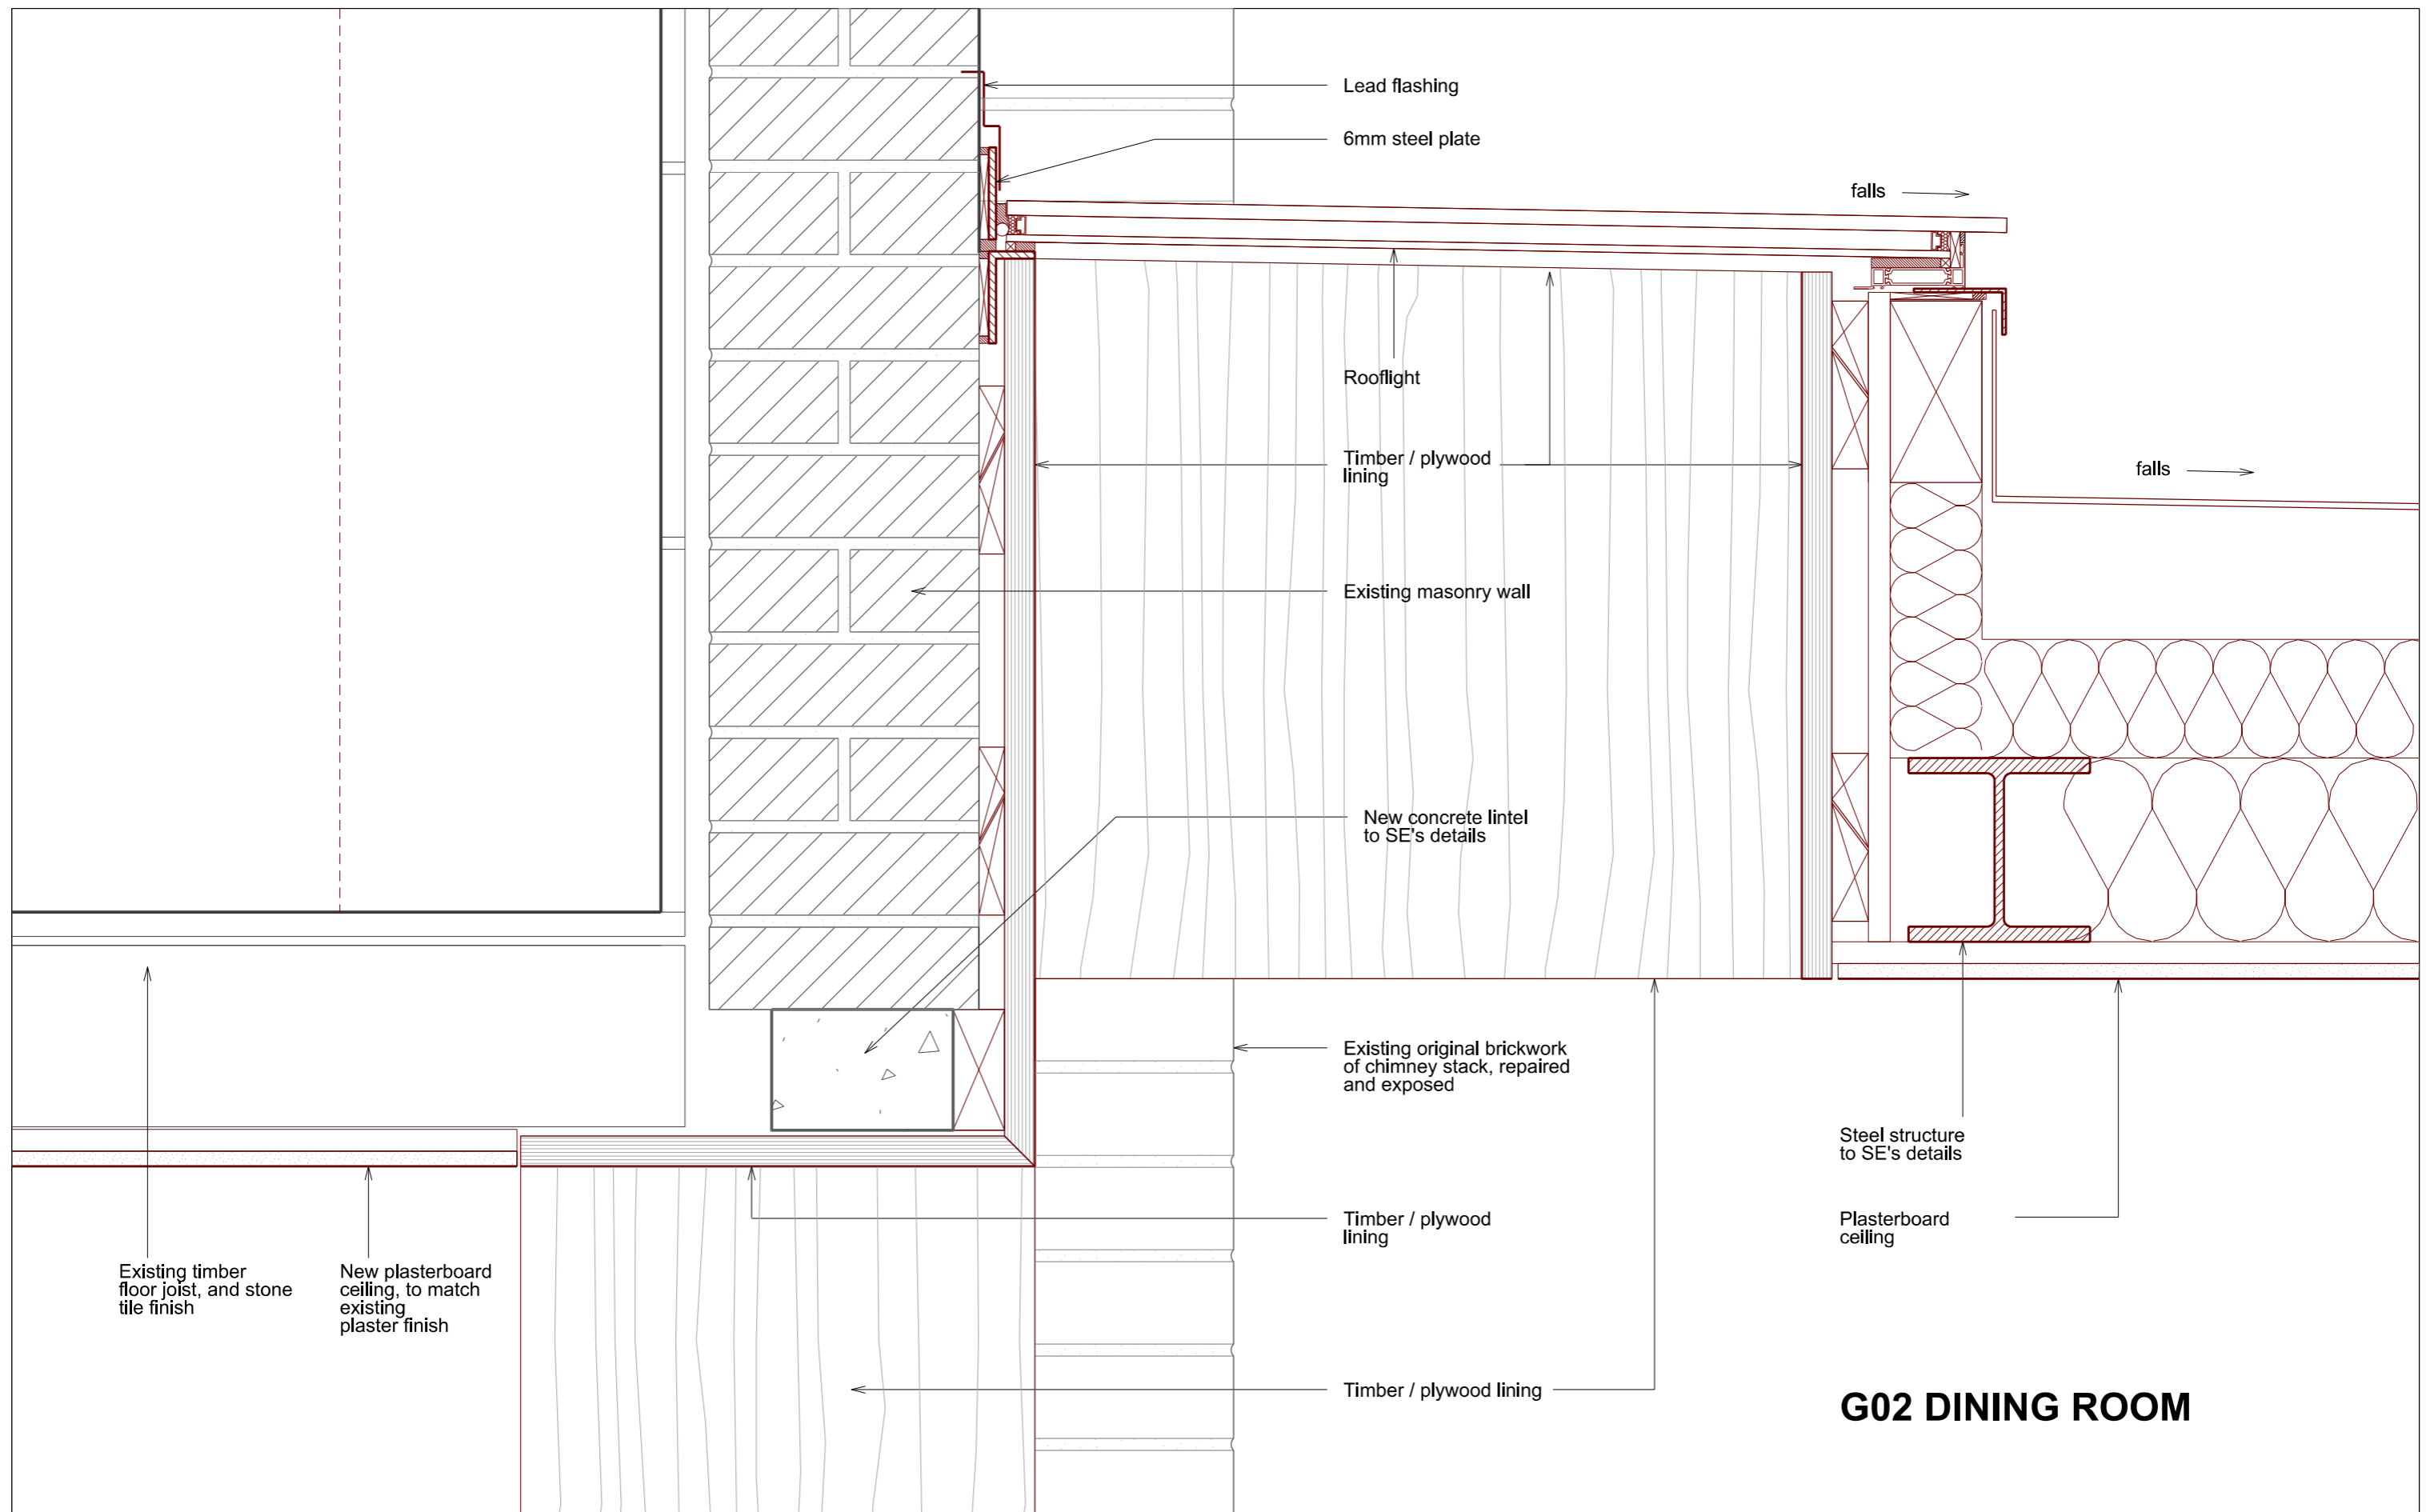 Lead flashing
6mm steel plate
falls
Rooflight
Timber / plywood
lining
falls
Existing masonry wall
New concrete lintel
to SE's details
Existing original brickwork
of chimney stack, repaired
and exposed
Steel structure
to SE's details
Timber / plywood
lining
Plasterboard
ceiling
Existing timber
floor joist, and stone
tile finish
New plasterboard
ceiling, to match
existing
plaster finish
Timber / plywood lining
G02 DINING ROOM